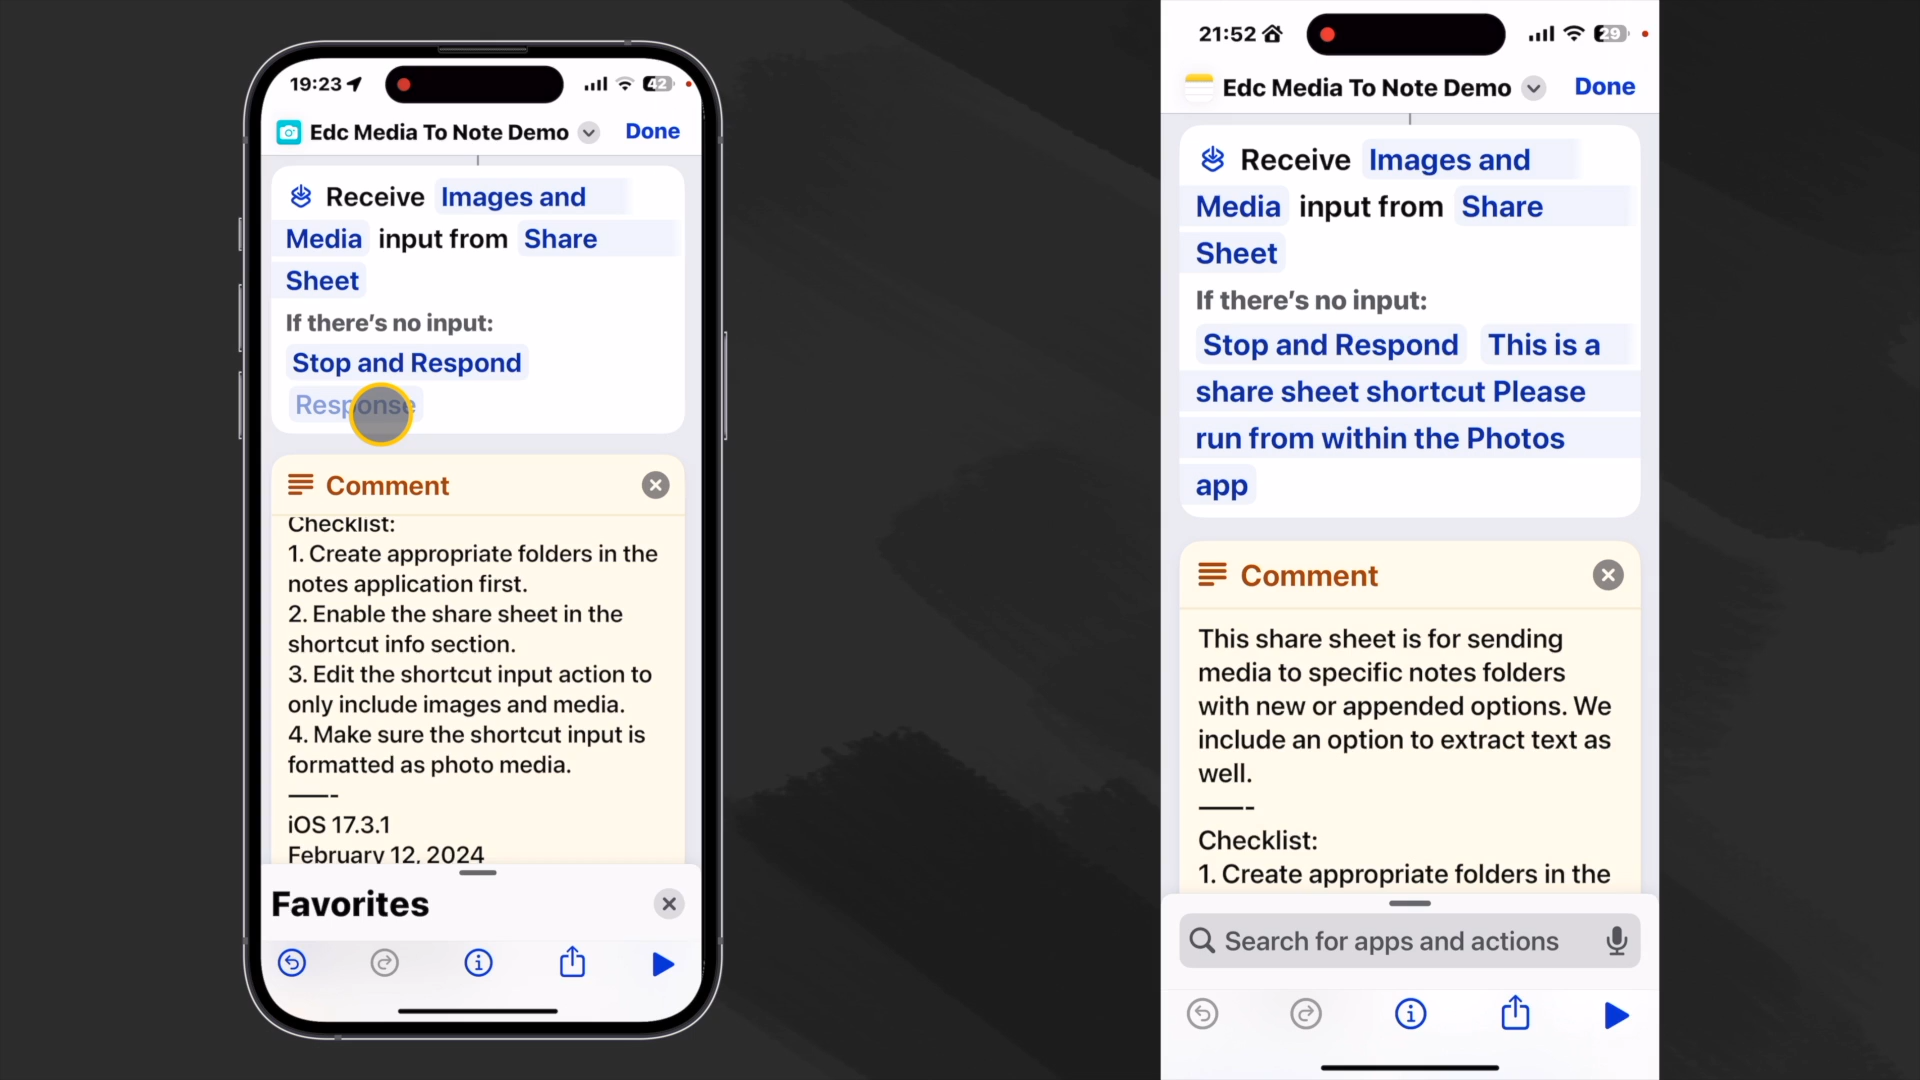 19:23
42
Edc Media To Note Demo
Done
Receive Images and
Media input from Share
Sheet
If there's no input:
Stop and Respond
Response
Comment
Checklist:
1. Create appropriate folders in the
notes application first.
2. Enable the share sheet in the
shortcut info section.
3. Edit the shortcut input action to
only include images and media.
4. Make sure the shortcut input is
formatted as photo media.
——-
iOS 17.3.1
February 12, 2024
Favorites
21:52
29
Edc Media To Note Demo
Done
Receive Images and
Media input from Share
Sheet
If there's no input:
Stop and Respond This is a
share sheet shortcut Please
run from within the Photos
app
Comment
This share sheet is for sending
media to specific notes folders
with new or appended options. We
include an option to extract text as
well.
——-
Checklist:
1. Create appropriate folders in the
Search for apps and actions